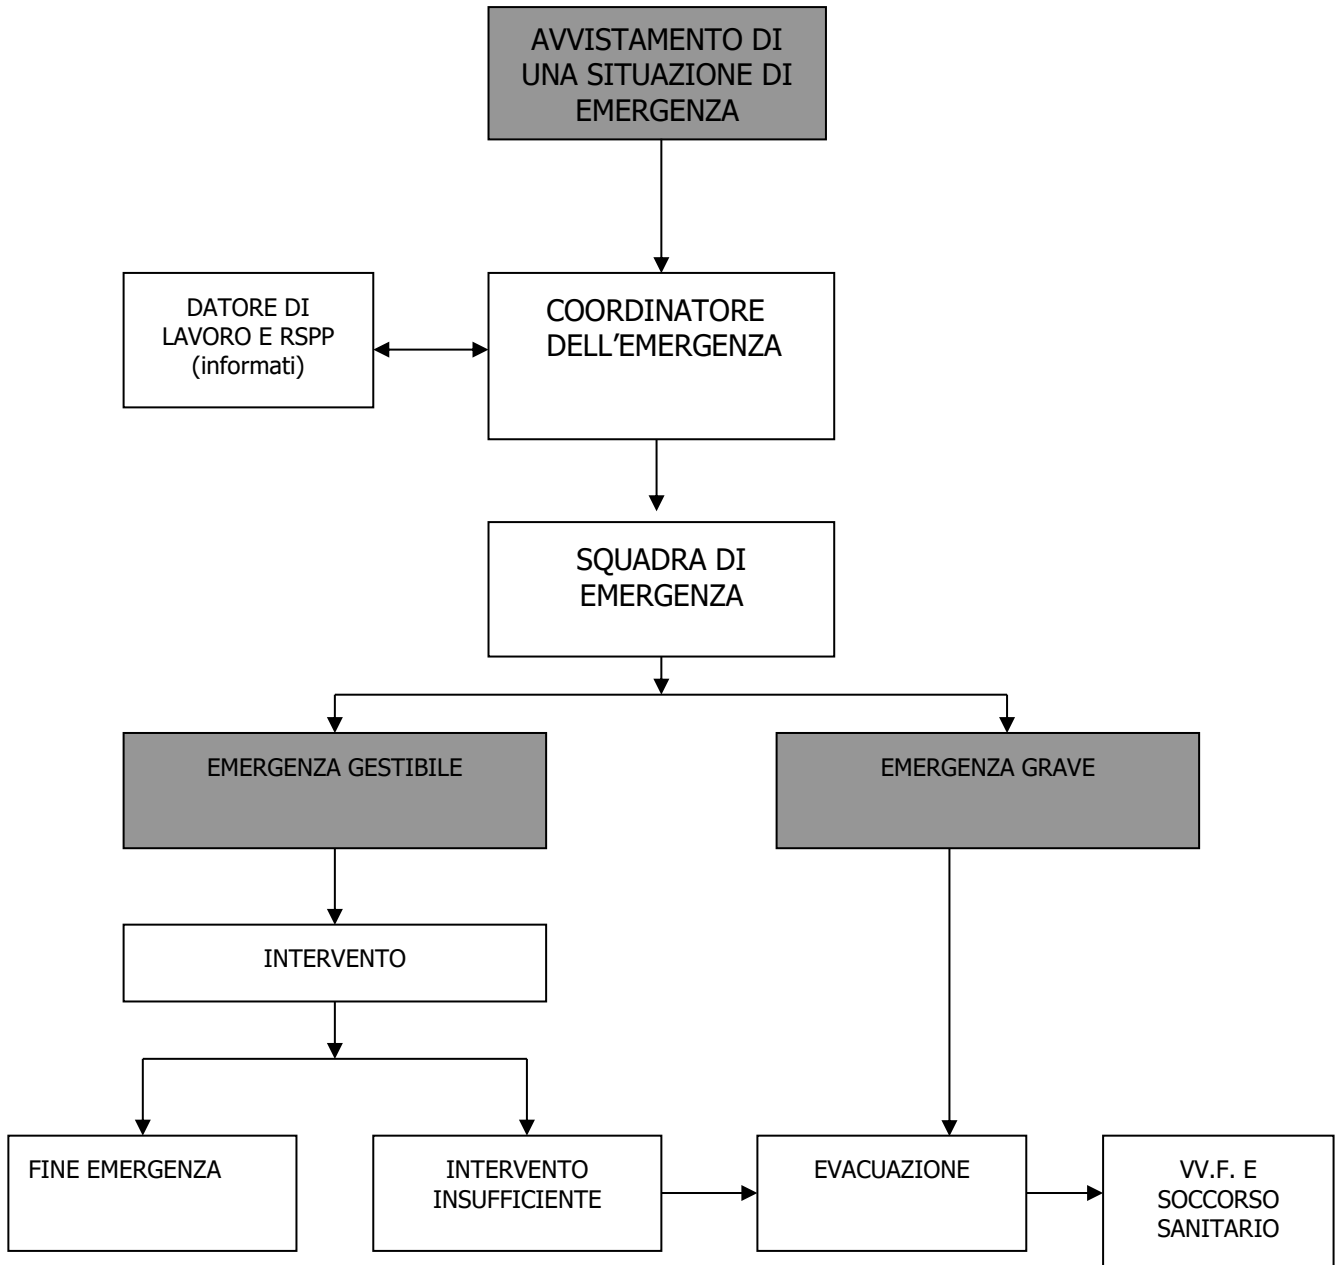 AVVISTAMENTO DI
UNA SITUAZIONE DI
EMERGENZA
DATORE DI
LAVORO E RSPP
(informati)
COORDINATORE
DELL’EMERGENZA
SQUADRA DI
EMERGENZA
EMERGENZA GESTIBILE
EMERGENZA GRAVE
INTERVENTO
FINE EMERGENZA
INTERVENTO
INSUFFICIENTE
EVACUAZIONE
VV.F. E
SOCCORSO
SANITARIO